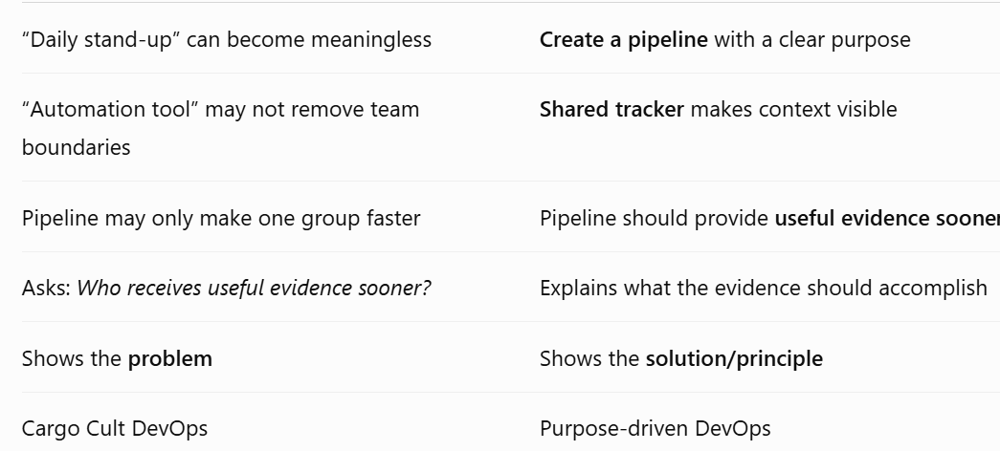 “Daily stand-up” can become meaningless
Create a pipeline with a clear purpose
“Automation tool” may not remove team
boundaries
Shared tracker makes context visible
Pipeline may only make one group faster
Pipeline should provide useful evidence sooner
Asks: Who receives useful evidence sooner?
Explains what the evidence should accomplish
Shows the problem
Shows the solution/principle
Cargo Cult DevOps
Purpose-driven DevOps